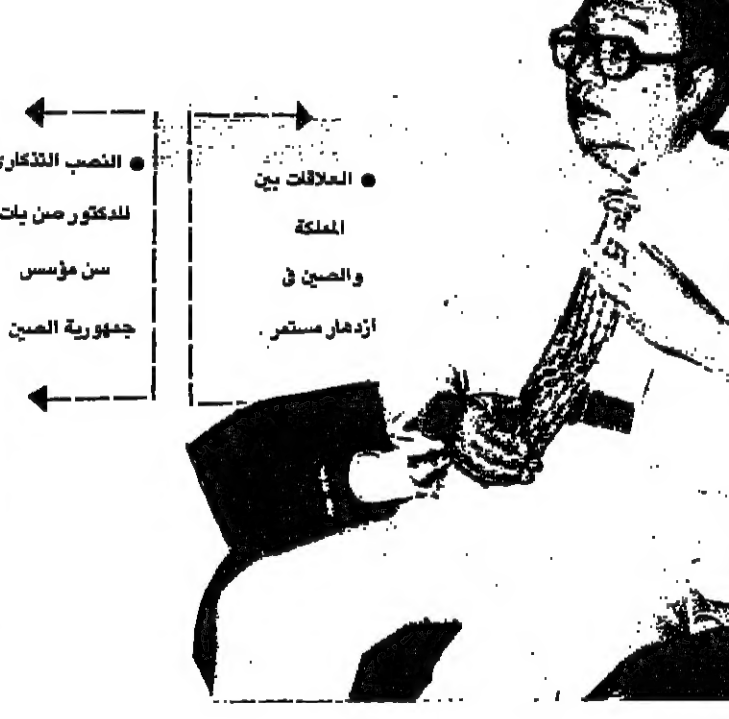 ● العلاقات بين
المملكة
والصين في
ازدهار مستمر .
● النصب التذكاري
للدكتور صن يات
سن مؤسس
جمهورية الصين